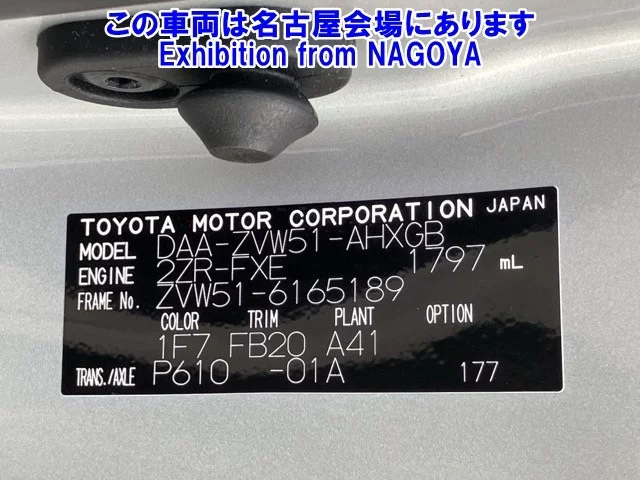 この車両は名古屋会場にあります
Exhibition from NAGOYA
TOYOTA MOTOR CORPORATION JAPAN
MODEL DAA-ZVW51-AHXGB
ENGINE 2ZR-FXE 1797 mL
FRAME No. ZVW51-6165189
COLOR TRIM PLANT OPTION
1F7 FB20 A41
TRANS./AXLE P610 -01A 177